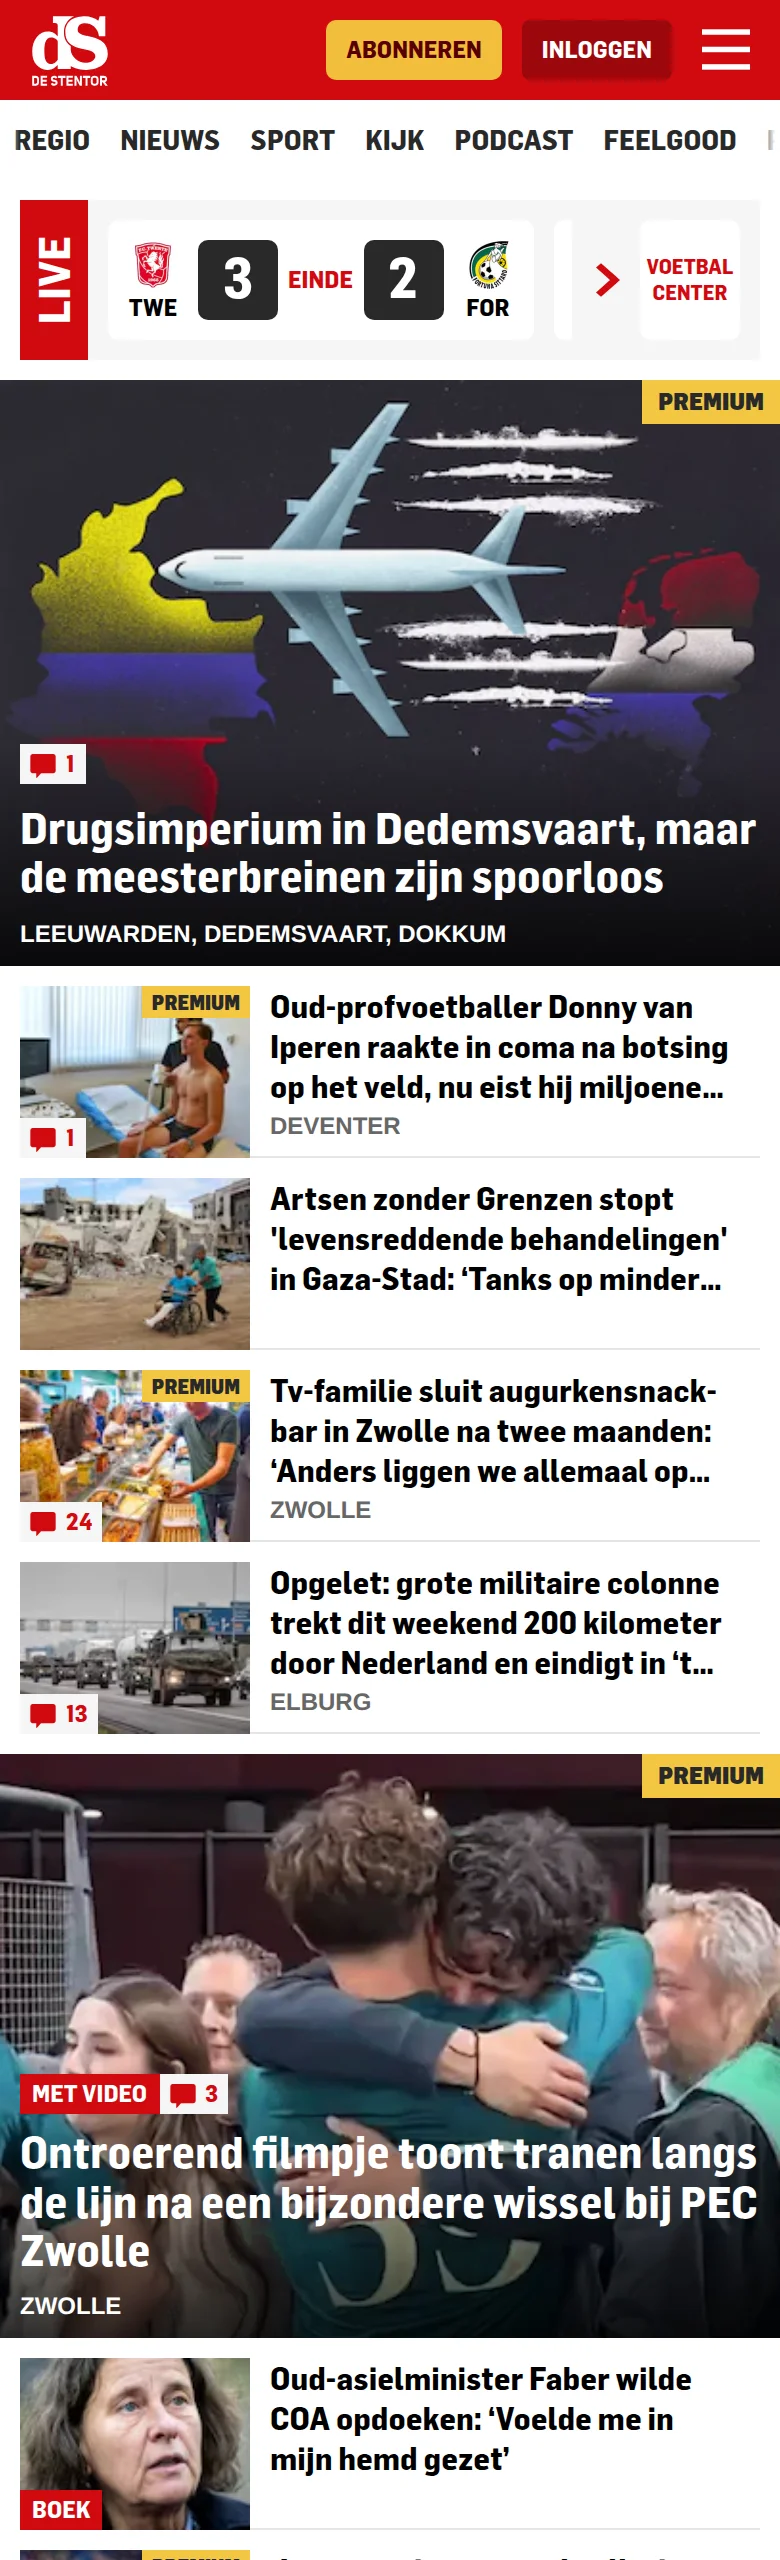 dS
DE STENTOR
ABONNEREN
INLOGGEN
REGIO NIEUWS SPORT KIJK PODCAST FEELGOOD
LIVE
TWE
3
EINDE
2
FOR
VOETBAL
CENTER
PREMIUM
1
Drugsimperium in Dedemsvaart, maar
de meesterbreinen zijn spoorloos
LEEUWARDEN, DEDEMSVAART, DOKKUM
PREMIUM
1
Oud-profvoetballer Donny van
Iperen raakte in coma na botsing
op het veld, nu eist hij miljoene...
DEVENTER
Artsen zonder Grenzen stopt
'levensreddende behandelingen'
in Gaza-Stad: ‘Tanks op minder...
PREMIUM
24
Tv-familie sluit augurkensnack-
bar in Zwolle na twee maanden:
‘Anders liggen we allemaal op...
ZWOLLE
13
Opgelet: grote militaire colonne
trekt dit weekend 200 kilometer
door Nederland en eindigt in ‘t...
ELBURG
PREMIUM
MET VIDEO
3
Ontroerend filmpje toont tranen langs
de lijn na een bijzondere wissel bij PEC
Zwolle
ZWOLLE
BOEK
Oud-asielminister Faber wilde
COA opdoeken: ‘Voelde me in
mijn hemd gezet’